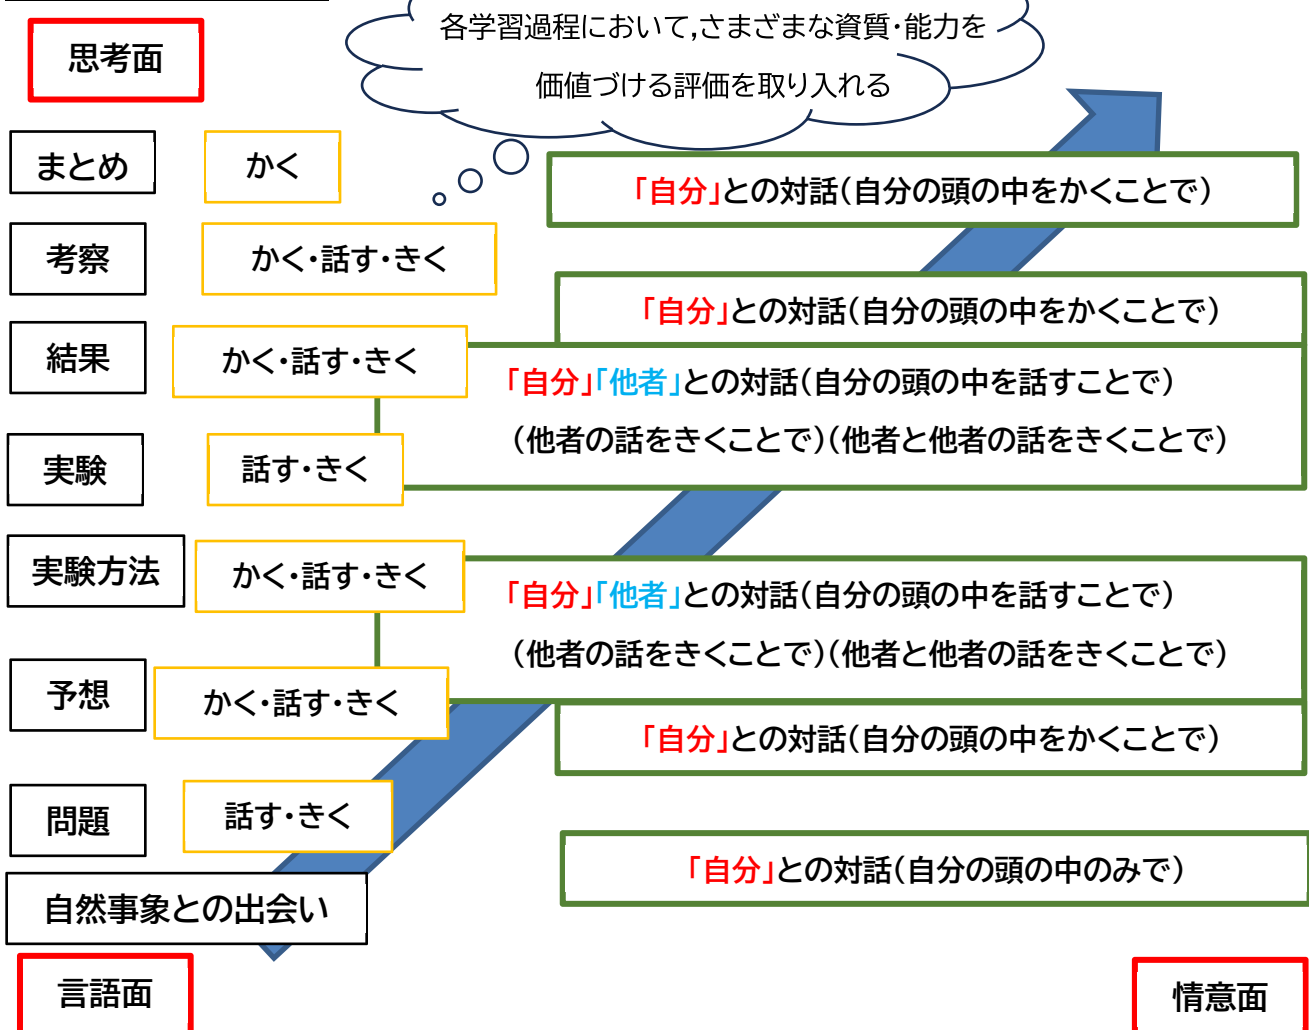 各学習過程において,さまざまな資質・能力を
価値づける評価を取り入れる
思考面
まとめ
かく
「自分」との対話(自分の頭の中をかくことで)
考察
かく・話す・きく
「自分」との対話(自分の頭の中をかくことで)
結果
かく・話す・きく
「自分」「他者」との対話(自分の頭の中を話すことで)
(他者の話をきくことで)(他者と他者の話をきくことで)
実験
話す・きく
実験方法
かく・話す・きく
「自分」「他者」との対話(自分の頭の中を話すことで)
(他者の話をきくことで)(他者と他者の話をきくことで)
予想
かく・話す・きく
「自分」との対話(自分の頭の中をかくことで)
問題
話す・きく
「自分」との対話(自分の頭の中のみで)
自然事象との出会い
言語面
情意面